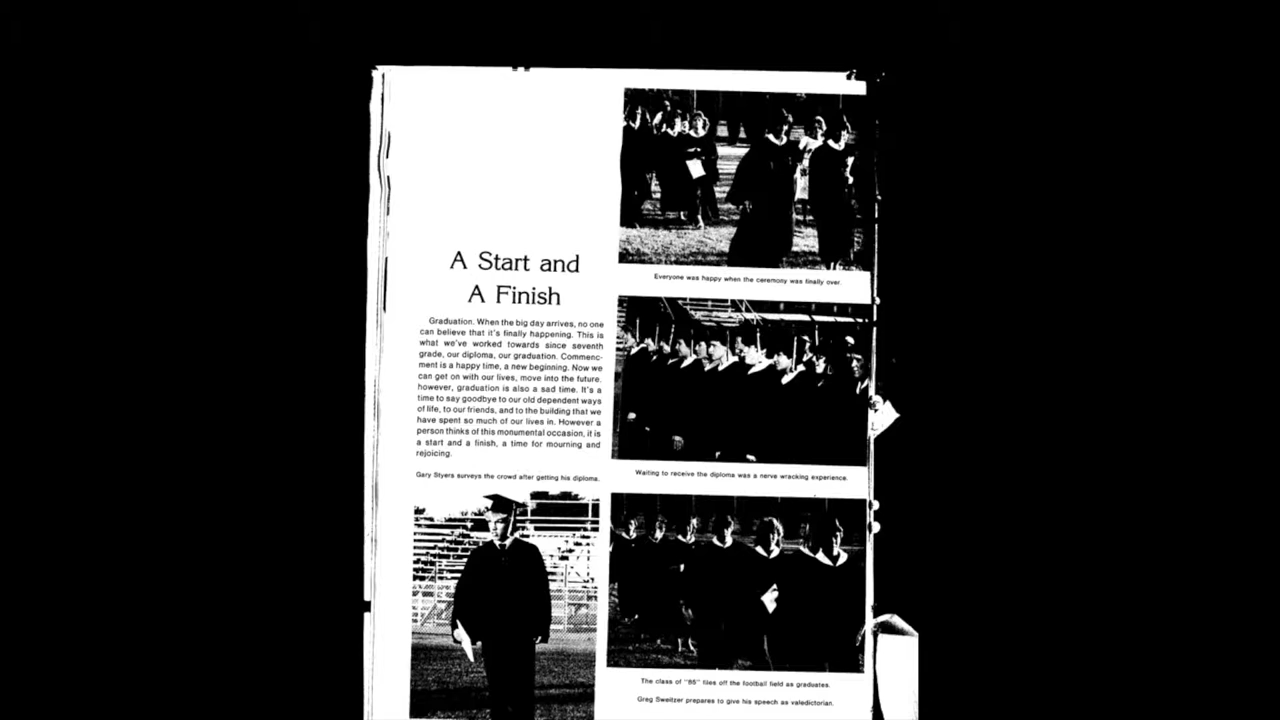 A Start and
A Finish
Graduation. When the big day arrives, no one
can believe that it's finally happening. This is
what we've worked towards since seventh
grade, our diploma, our graduation. Commenc-
ment is a happy time, a new beginning. Now we
can get on with our lives, move into the future.
however, graduation is also a sad time. It's a
time to say goodbye to our old dependent ways
of life, to our friends, and to the building that we
have spent so much of our lives in. However a
person thinks of this monumental occasion, it is
a start and a finish, a time for mourning and
rejoicing.
Gary Styers surveys the crowd after getting his diploma.
Everyone was happy when the ceremony was finally over.
Waiting to receive the diploma was a nerve wracking experience.
The class of "85" files off the football field as graduates.
Greg Sweitzer prepares to give his speech as valedictorian.